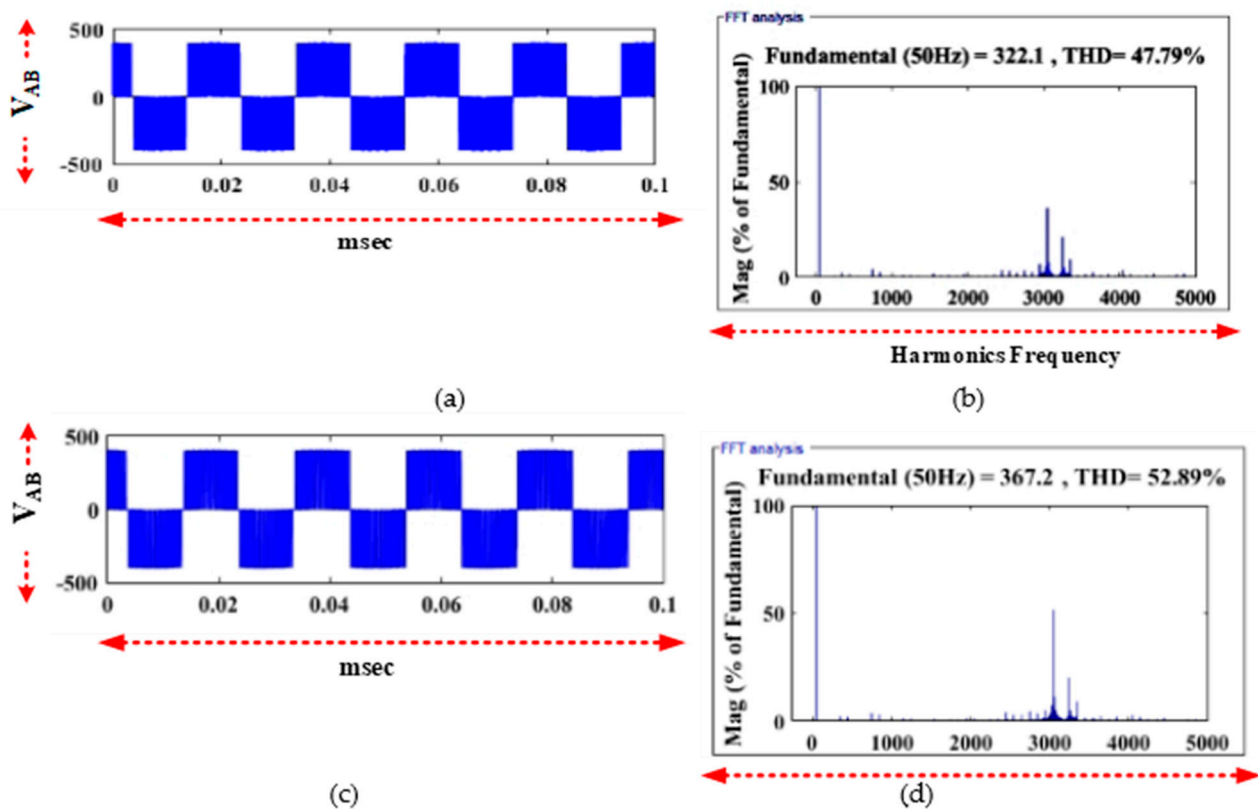 500
0
-500
V_AB
0 0.02 0.04 0.06 0.08 0.1
msec
(a)
FFT analysis
Fundamental (50Hz) = 322.1 , THD= 47.79%
100
50
0
Mag (% of Fundamental)
0 1000 2000 3000 4000 5000
Harmonics Frequency
(b)
500
0
-500
V_AB
0 0.02 0.04 0.06 0.08 0.1
msec
(c)
FFT analysis
Fundamental (50Hz) = 367.2 , THD= 52.89%
100
50
0
Mag (% of Fundamental)
0 1000 2000 3000 4000 5000
(d)